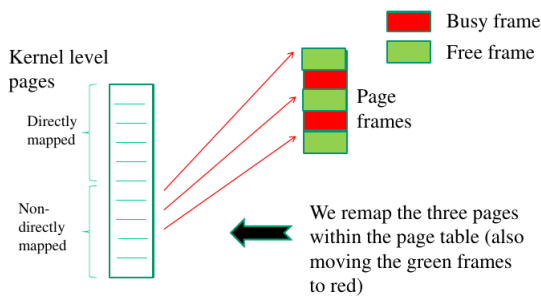 Busy frame
Free frame
Kernel level
pages
Page
frames
Directly
mapped
Non-
directly
mapped
We remap the three pages
within the page table (also
moving the green frames
to red)